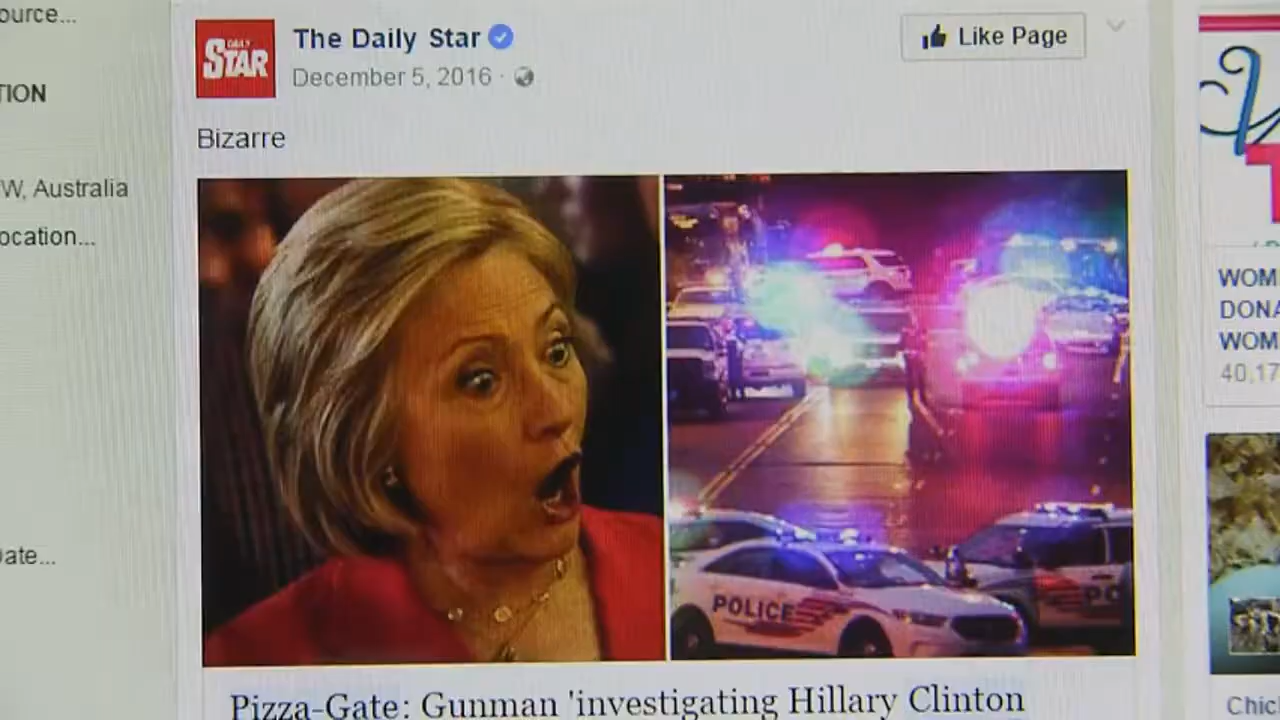 ource...
TION
W, Australia
ocation...
ate...
DAILY
STAR
The Daily Star
December 5, 2016 ·
Like Page
Bizarre
POLICE
PO
Pizza-Gate: Gunman 'investigating Hillary Clinton
WOM
DONA
WOM
40,17
Chic